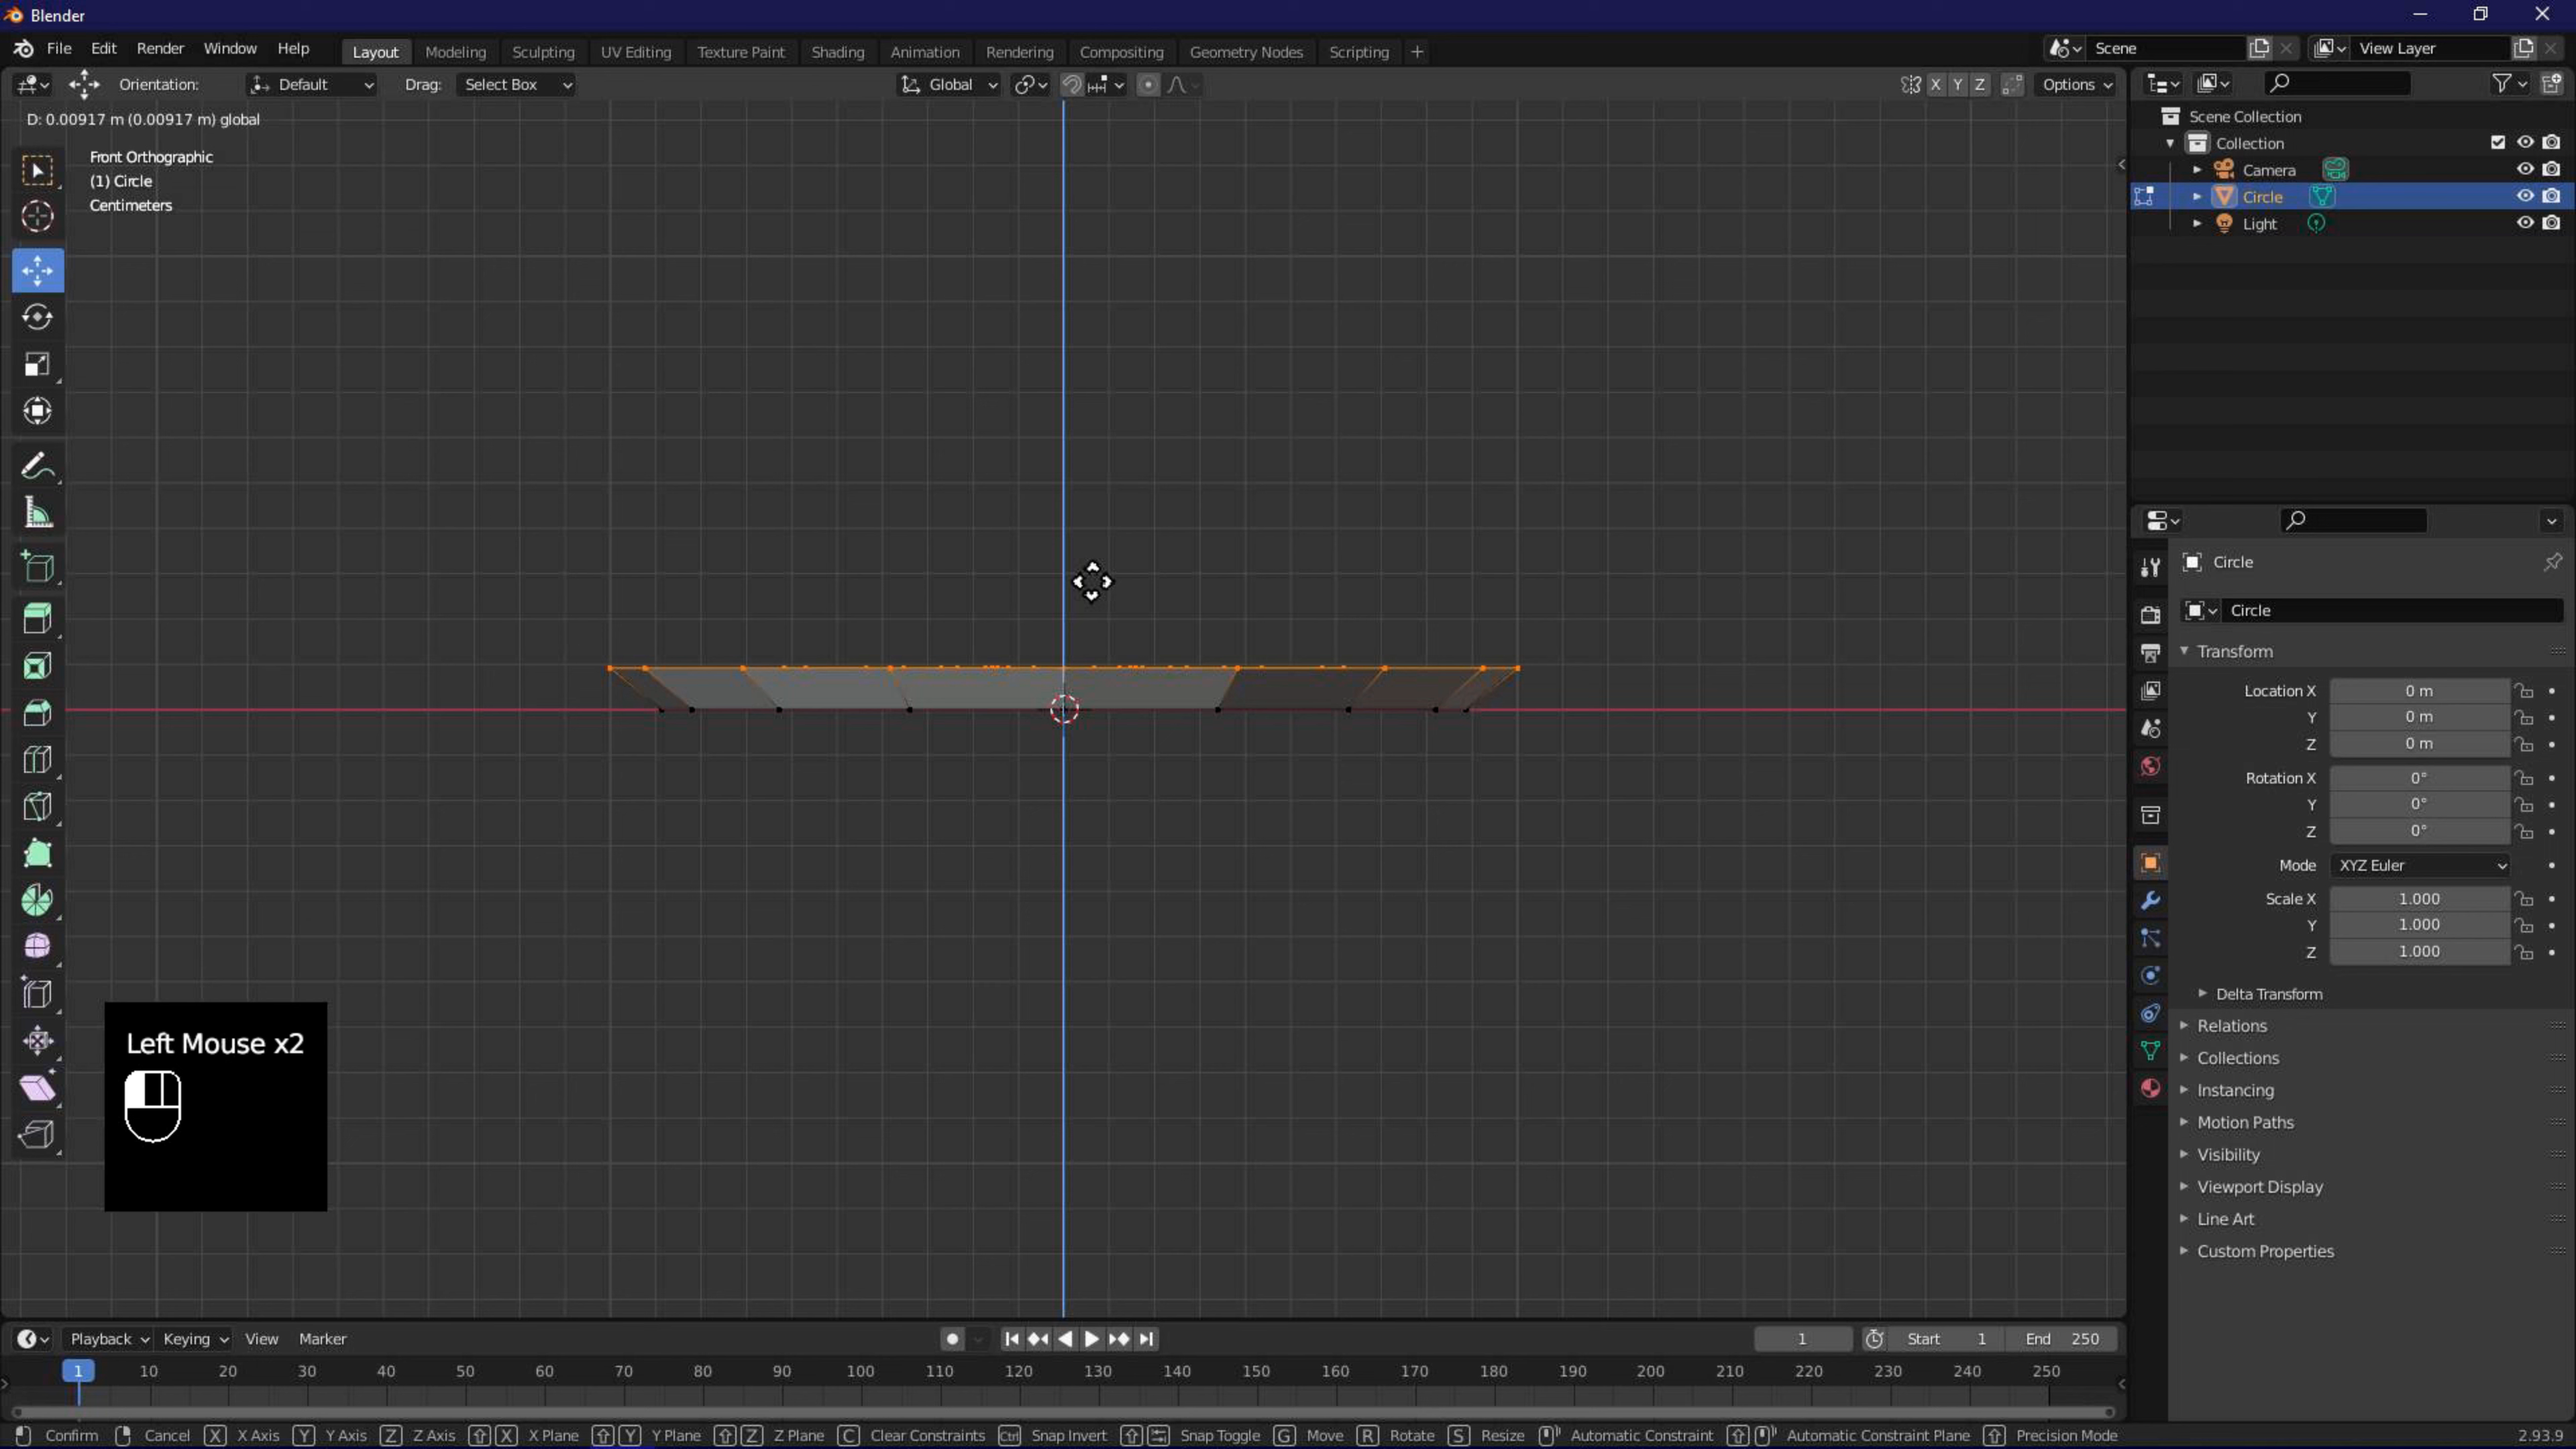 Blender
File Edit Render Window Help Layout Modeling Sculpting UV Editing Texture Paint Shading Animation Rendering Compositing Geometry Nodes Scripting + Scene View Layer
Orientation: Default Drag: Select Box Global X Y Z Options
D: 0.00917 m (0.00917 m) global
Front Orthographic
(1) Circle
Centimeters
Scene Collection
Collection
Camera
Circle
Light
Circle
Circle
Transform
Location X 0 m
Y 0 m
Z 0 m
Rotation X 0°
Y 0°
Z 0°
Mode XYZ Euler
Scale X 1.000
Y 1.000
Z 1.000
Delta Transform
Relations
Collections
Instancing
Motion Paths
Visibility
Viewport Display
Line Art
Custom Properties
Left Mouse x2
Playback Keying View Marker 1 Start 1 End 250
1 10 20 30 40 50 60 70 80 90 100 110 120 130 140 150 160 170 180 190 200 210 220 230 240 250
Confirm Cancel X X Axis Y Y Axis Z Z Axis X X Plane Y Y Plane Z Z Plane C Clear Constraints Ctrl Snap Invert Snap Toggle G Move R Rotate S Resize Automatic Constraint Automatic Constraint Plane Precision Mode 2.93.9